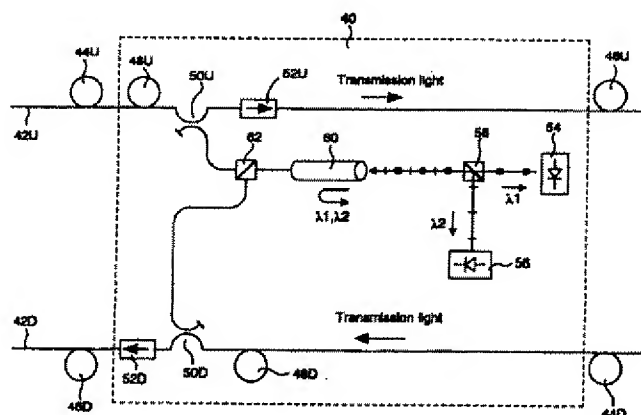 40
44U
48U
50U
52U
Transmission light
46U
42U
62
60
58
54
λ1,λ2
λ1
λ2
56
Transmission light
42D
46D
52D
50D
48D
44D